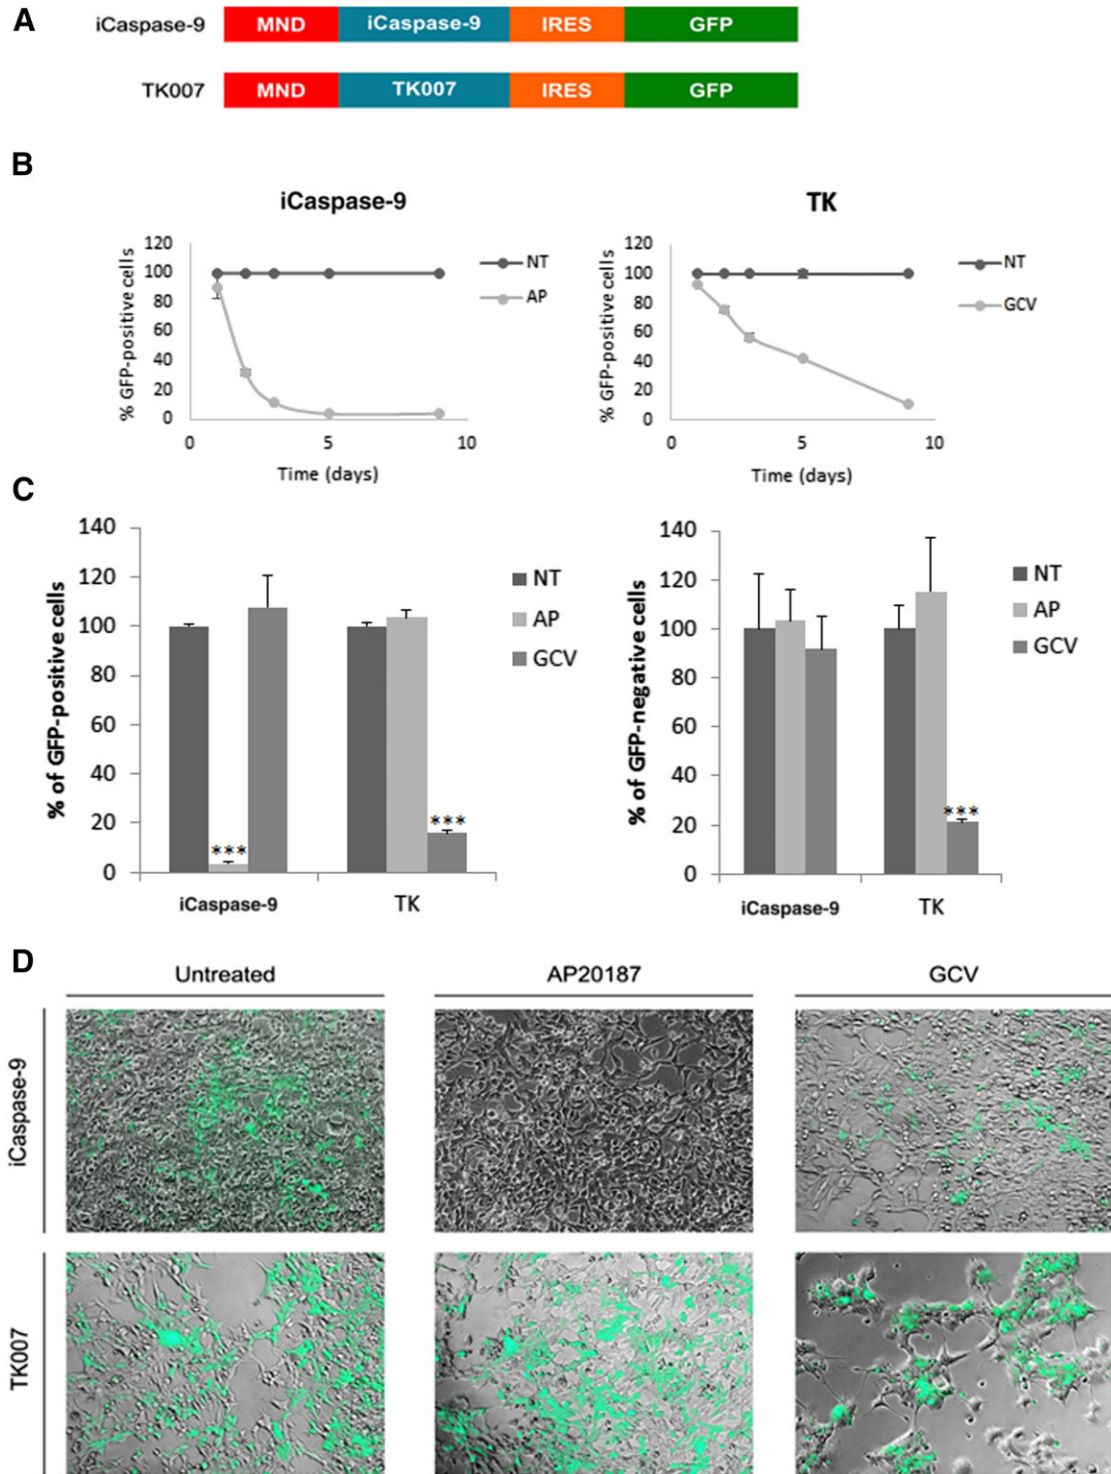 A
iCaspase-9 MND iCaspase-9 IRES GFP
TK007 MND TK007 IRES GFP
B
iCaspase-9 TK
% GFP-positive cells
120
100
80
60
40
20
0
0 5 10
Time (days)
NT
AP
% GFP-positive cells
120
100
80
60
40
20
0
0 5 10
Time (days)
NT
GCV
C
% of GFP-positive cells
140
120
100
80
60
40
20
0
***
***
iCaspase-9 TK
NT
AP
GCV
% of GFP-negative cells
140
120
100
80
60
40
20
0
***
iCaspase-9 TK
NT
AP
GCV
D
Untreated AP20187 GCV
iCaspase-9
TK007